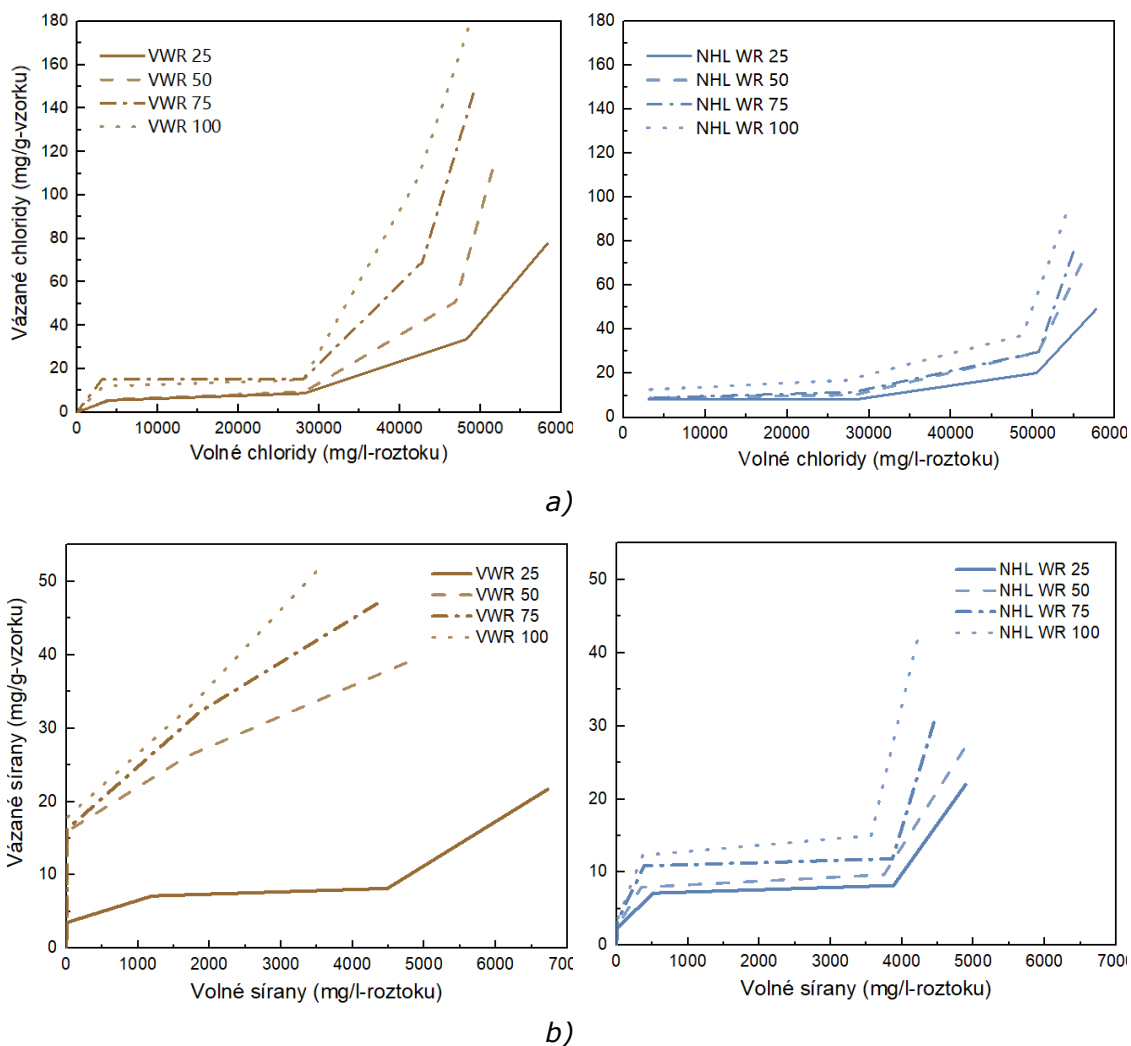 Vázané chloridy (mg/g-vzorku)
180
160
140
120
100
80
60
40
20
0
VWR 25
VWR 50
VWR 75
VWR 100
0 10000 20000 30000 40000 50000 6000
Volné chloridy (mg/l-roztoku)
180
160
140
120
100
80
60
40
20
0
NHL WR 25
NHL WR 50
NHL WR 75
NHL WR 100
0 10000 20000 30000 40000 50000 6000
Volné chloridy (mg/l-roztoku)
a)
Vázané sírany (mg/g-vzorku)
50
40
30
20
10
0
VWR 25
VWR 50
VWR 75
VWR 100
0 1000 2000 3000 4000 5000 6000 700
Volné sírany (mg/l-roztoku)
50
40
30
20
10
0
NHL WR 25
NHL WR 50
NHL WR 75
NHL WR 100
0 1000 2000 3000 4000 5000 6000 700
Volné sírany (mg/l-roztoku)
b)